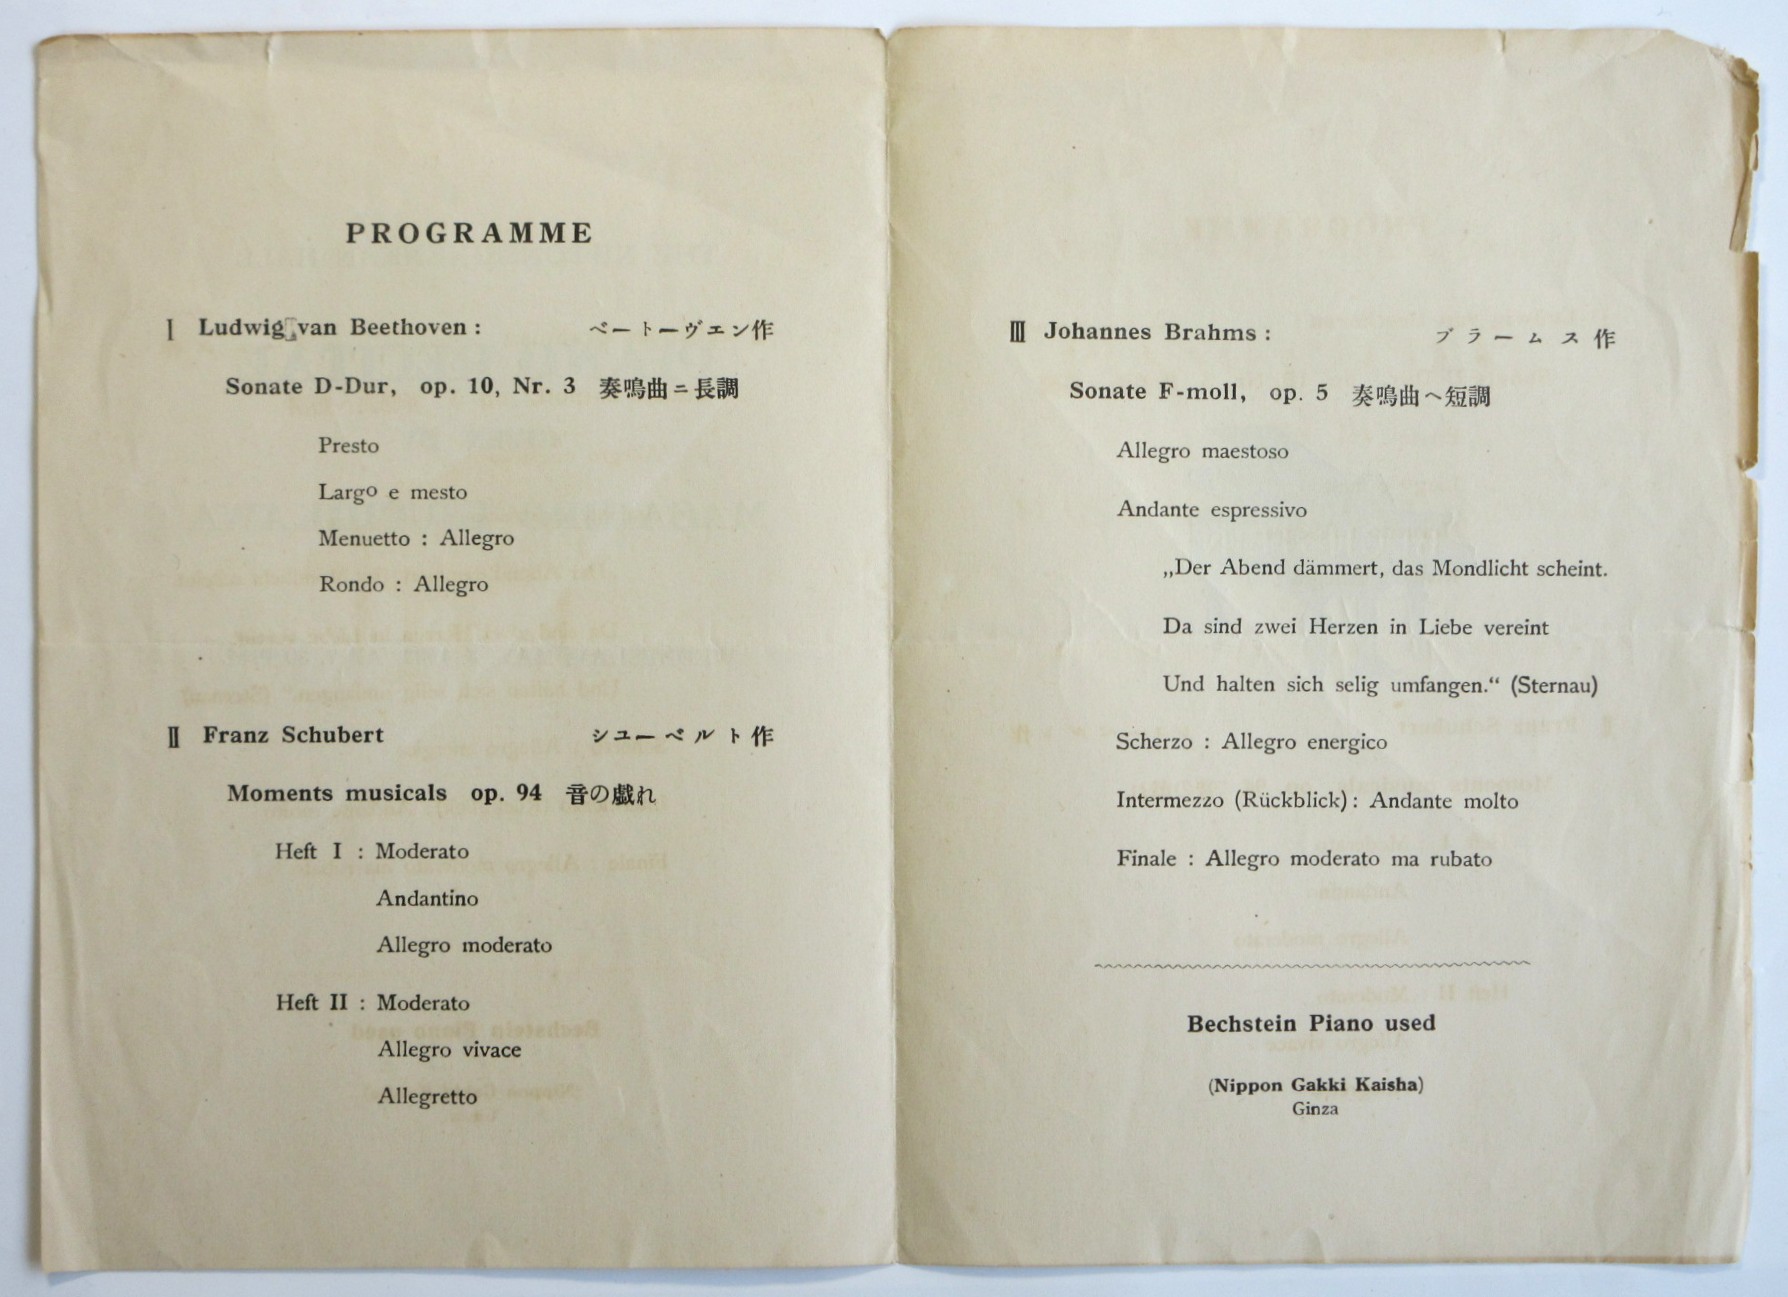 PROGRAMME
I Ludwig van Beethoven : ベートーヴエン作
Sonate D-Dur, op. 10, Nr. 3 奏鳴曲ニ長調
Presto
Largo e mesto
Menuetto : Allegro
Rondo : Allegro
II Franz Schubert シユーベルト作
Moments musicals op. 94 音の戯れ
Heft I : Moderato
Andantino
Allegro moderato
Heft II : Moderato
Allegro vivace
Allegretto
III Johannes Brahms : ブラームス作
Sonate F-moll, op. 5 奏鳴曲ヘ短調
Allegro maestoso
Andante espressivo
„Der Abend dämmert, das Mondlicht scheint.
Da sind zwei Herzen in Liebe vereint
Und halten sich selig umfangen.“ (Sternau)
Scherzo : Allegro energico
Intermezzo (Rückblick) : Andante molto
Finale : Allegro moderato ma rubato
Bechstein Piano used
(Nippon Gakki Kaisha)
Ginza